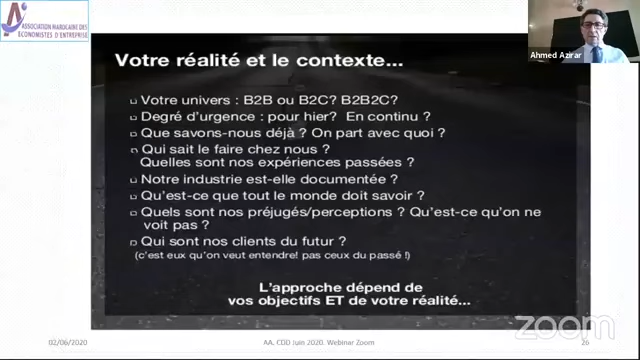 ASSOCIATION MAROCAINE DES
ÉCONOMISTES D'ENTREPRISE
Ahmed Azirar
Votre réalité et le contexte...
Votre univers : B2B ou B2C? B2B2C?
Degré d'urgence : pour hier? En continu ?
Que savons-nous déjà ? On part avec quoi ?
Qui sait le faire chez nous ?
Quelles sont nos expériences passées ?
Notre industrie est-elle documentée ?
Qu'est-ce que tout le monde doit savoir ?
Quels sont nos préjugés/perceptions ? Qu'est-ce qu'on ne
voit pas ?
Qui sont nos clients du futur ?
(c'est eux qu'on veut entendre! pas ceux du passé !)
L'approche dépend de
vos objectifs ET de votre réalité...
zoom
02/06/2020
AA. CDD Juin 2020. Webinar Zoom
26